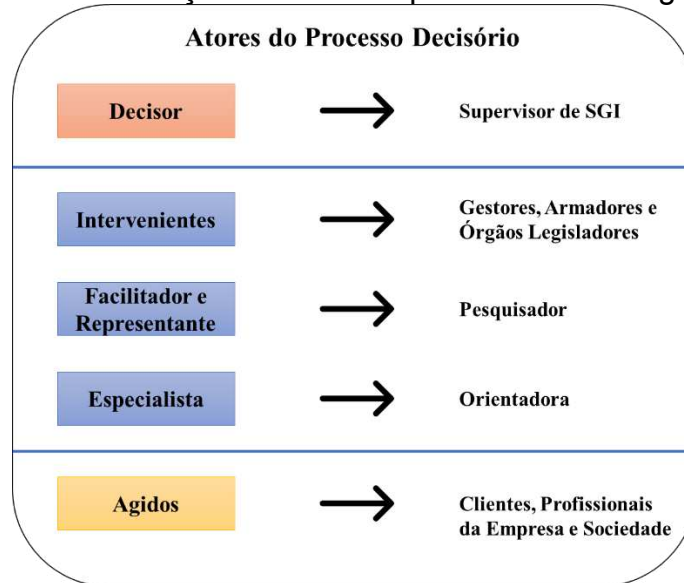 Atores do Processo Decisório
Decisor
Supervisor de SGI
Intervenientes
Gestores, Armadores e
Órgãos Legisladores
Facilitador e
Representante
Pesquisador
Especialista
Orientadora
Agidos
Clientes, Profissionais
da Empresa e Sociedade